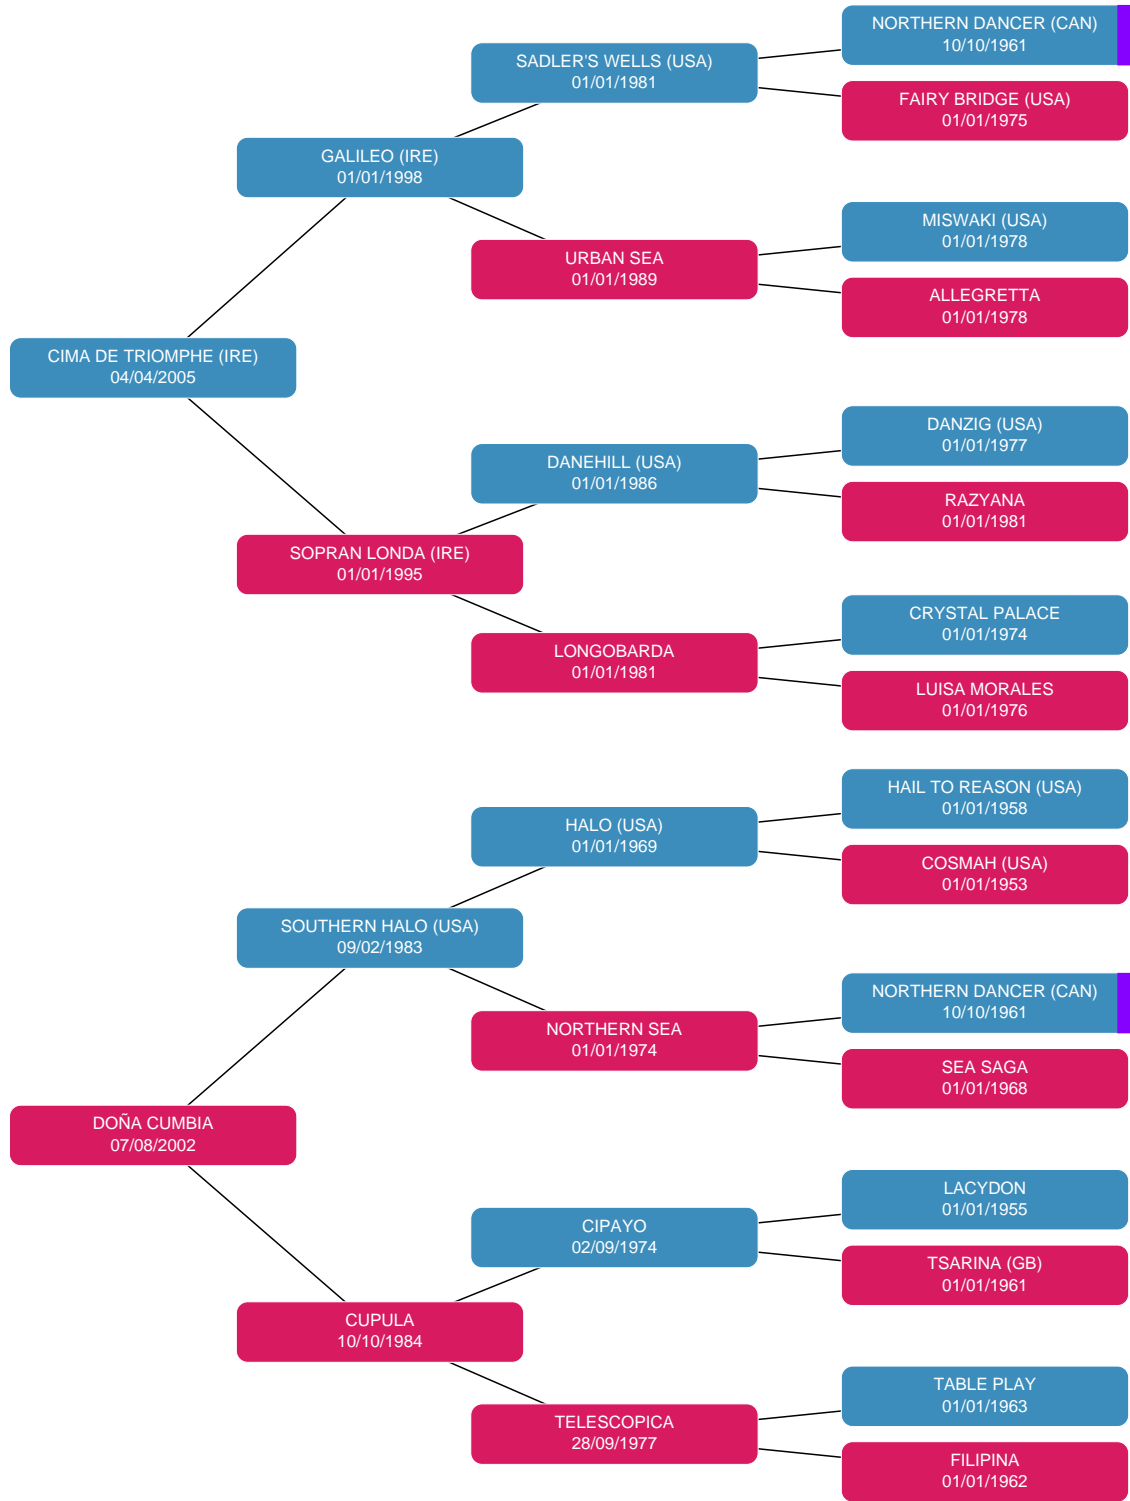 NORTHERN DANCER (CAN)
10/10/1961
SADLER'S WELLS (USA)
01/01/1981
FAIRY BRIDGE (USA)
01/01/1975
GALILEO (IRE)
01/01/1998
MISWAKI (USA)
01/01/1978
URBAN SEA
01/01/1989
ALLEGRETTA
01/01/1978
CIMA DE TRIOMPHE (IRE)
04/04/2005
DANZIG (USA)
01/01/1977
DANEHILL (USA)
01/01/1986
RAZYANA
01/01/1981
SOPRAN LONDA (IRE)
01/01/1995
CRYSTAL PALACE
01/01/1974
LONGOBARDA
01/01/1981
LUISA MORALES
01/01/1976
HAIL TO REASON (USA)
01/01/1958
HALO (USA)
01/01/1969
COSMAH (USA)
01/01/1953
SOUTHERN HALO (USA)
09/02/1983
NORTHERN DANCER (CAN)
10/10/1961
NORTHERN SEA
01/01/1974
SEA SAGA
01/01/1968
DOÑA CUMBIA
07/08/2002
LACYDON
01/01/1955
CIPAYO
02/09/1974
TSARINA (GB)
01/01/1961
CUPULA
10/10/1984
TABLE PLAY
01/01/1963
TELESCOPICA
28/09/1977
FILIPINA
01/01/1962